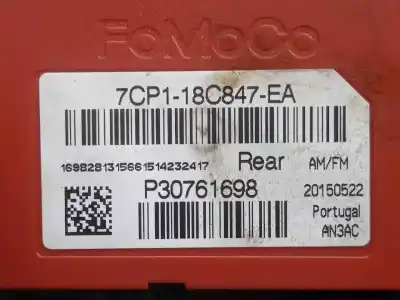 FoMoCo
7CP1-18C847-EA
1698281315661514232417 Rear AM/FM
P30761698 20150522
Portugal
AN3AC